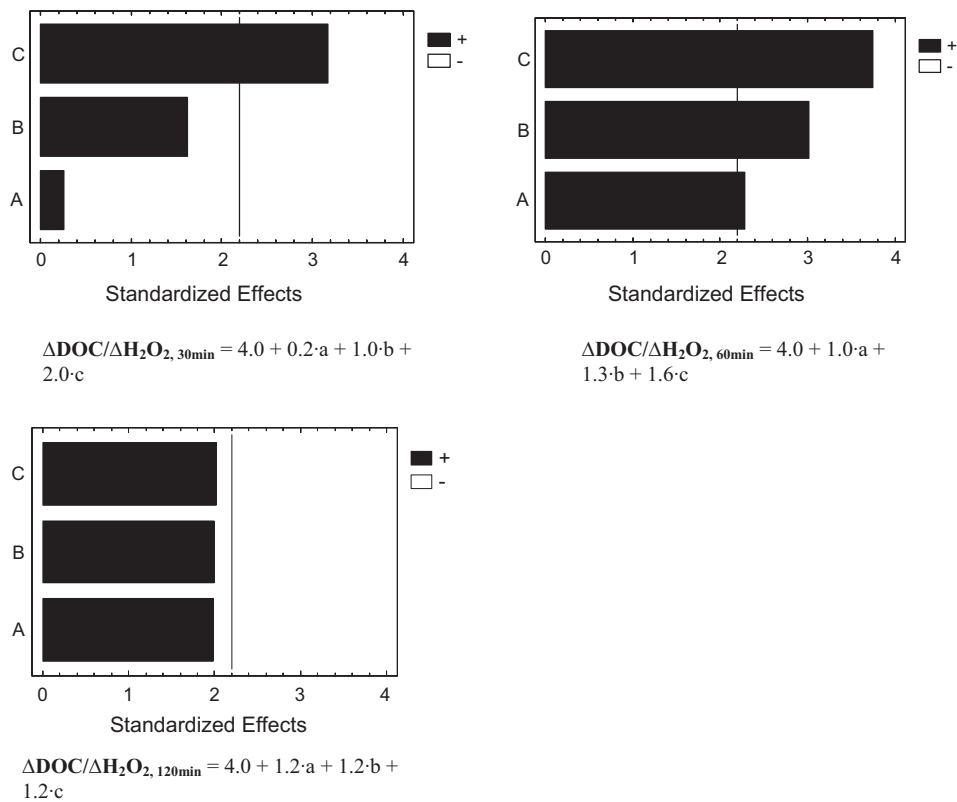 C
B
A
+
-
0 1 2 3 4
Standardized Effects
ΔDOC/ΔH₂O₂, 30min = 4.0 + 0.2·a + 1.0·b +
2.0·c
C
B
A
+
-
0 1 2 3 4
Standardized Effects
ΔDOC/ΔH₂O₂, 60min = 4.0 + 1.0·a +
1.3·b + 1.6·c
C
B
A
+
-
0 1 2 3 4
Standardized Effects
ΔDOC/ΔH₂O₂, 120min = 4.0 + 1.2·a + 1.2·b +
1.2·c